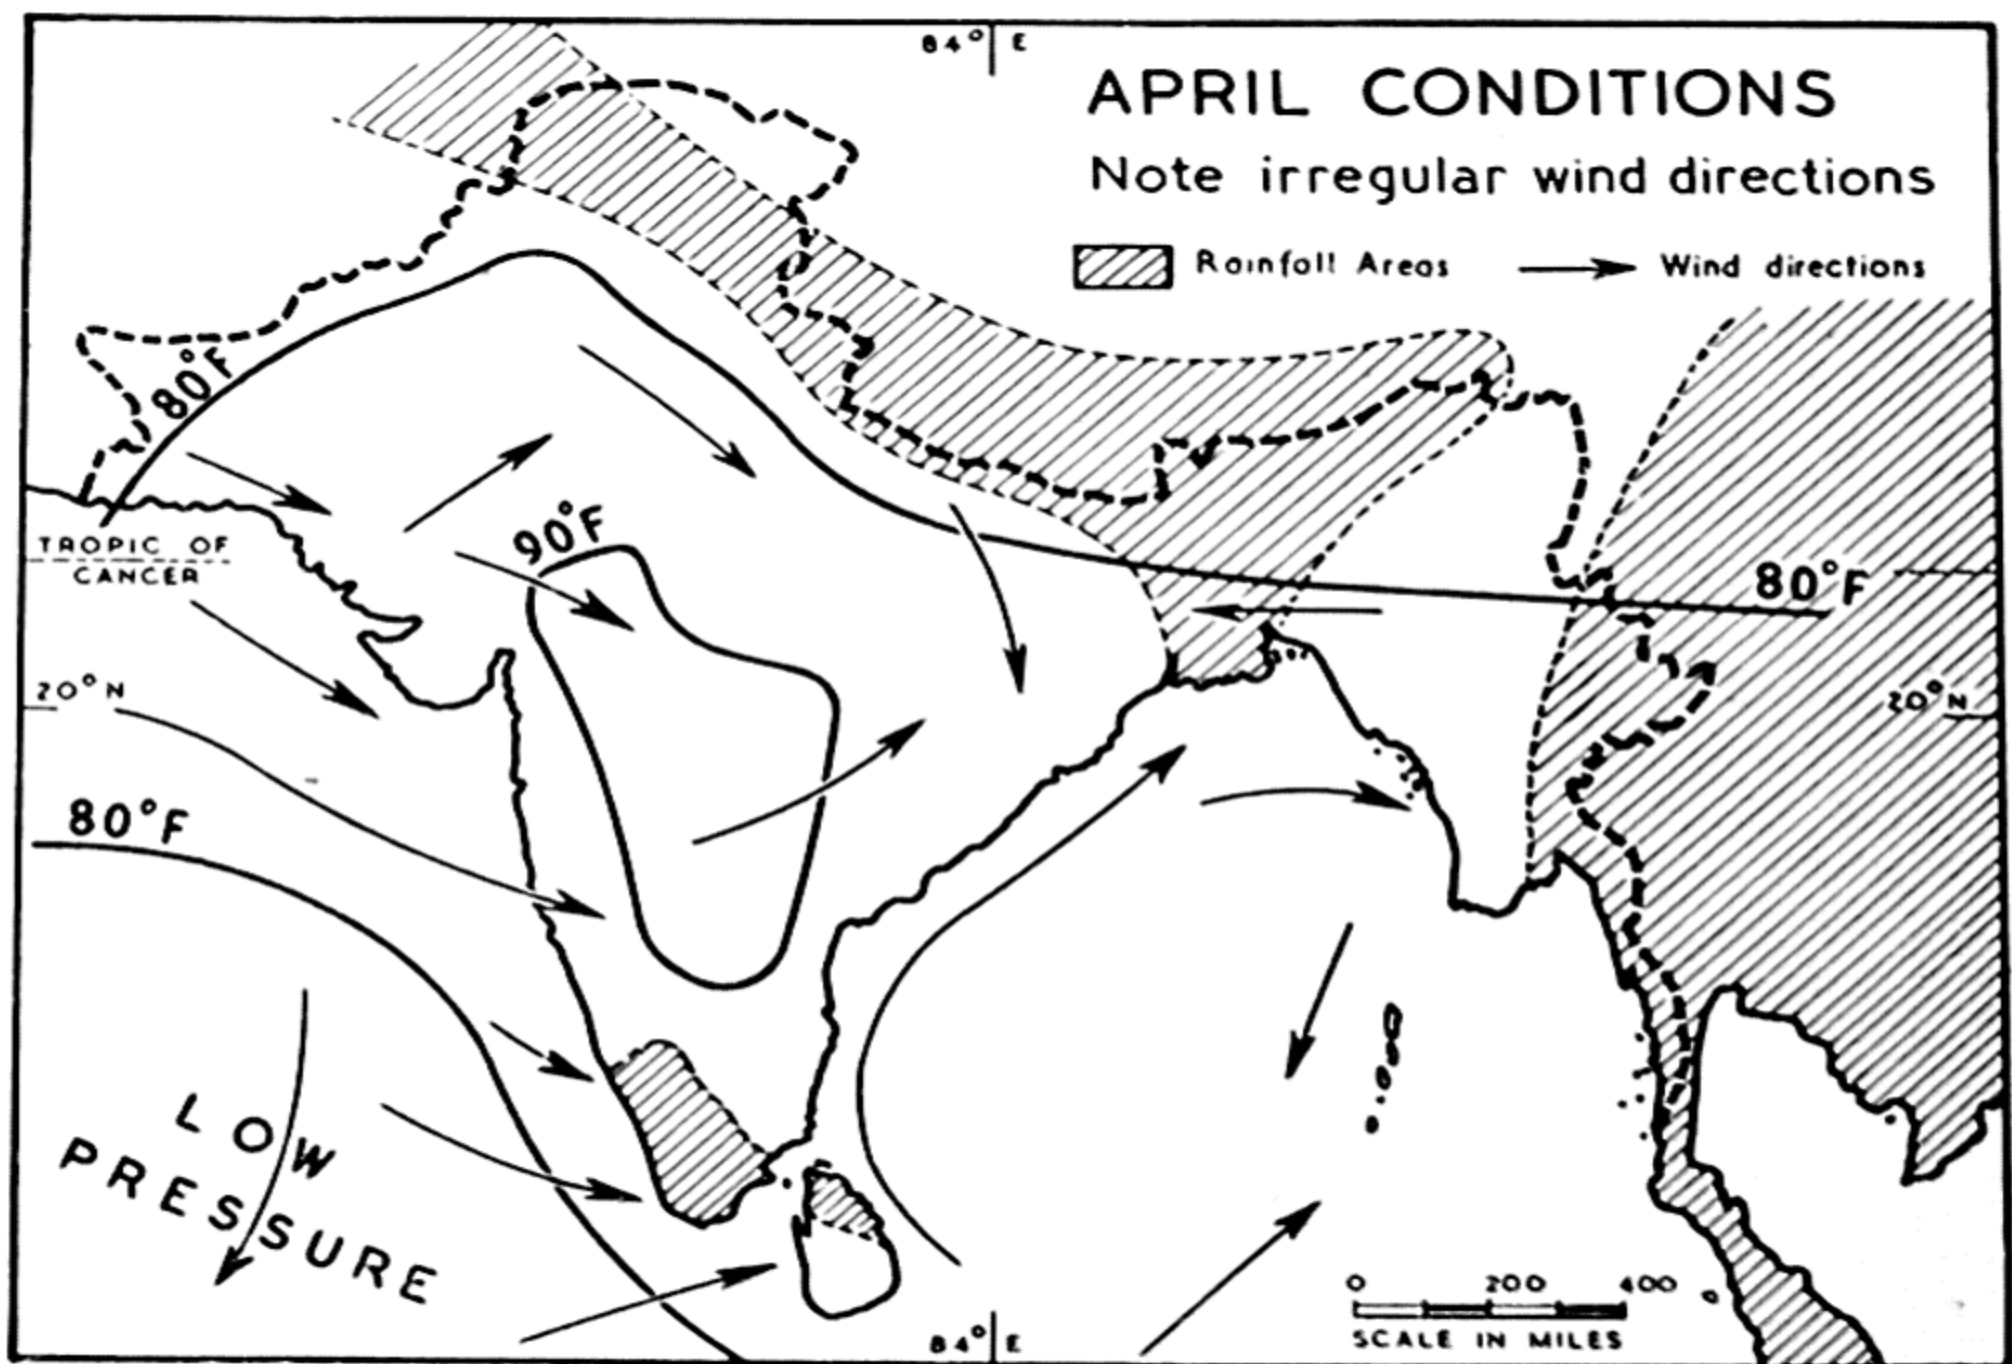 84° E
APRIL CONDITIONS
Note irregular wind directions
Rainfall Areas
Wind directions
80°F
90°F
TROPIC OF
CANCER
80°F
20°N
20°N
80°F
LOW
PRESSURE
0 200 400
SCALE IN MILES
84° E